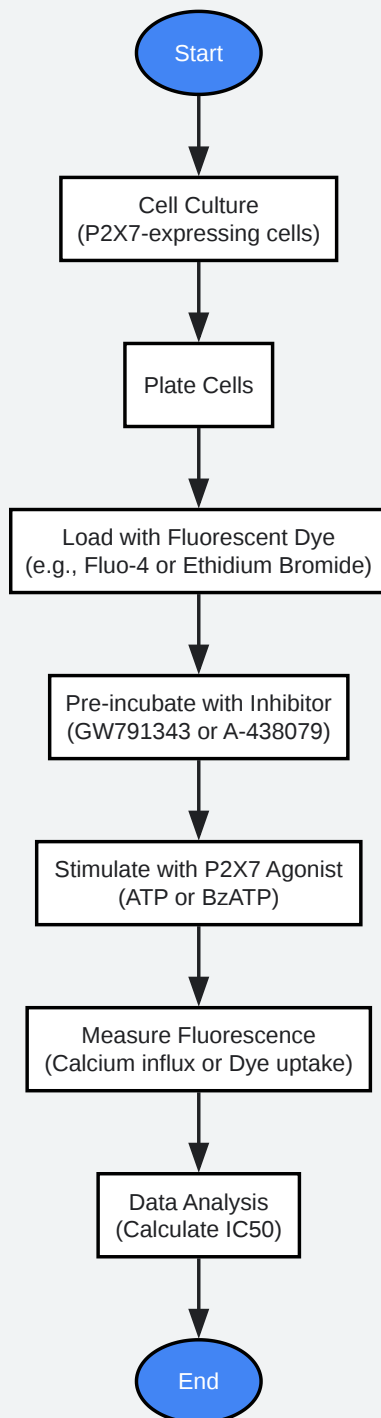 Start
Cell Culture
(P2X7-expressing cells)
Plate Cells
Load with Fluorescent Dye
(e.g., Fluo-4 or Ethidium Bromide)
Pre-incubate with Inhibitor
(GW791343 or A-438079)
Stimulate with P2X7 Agonist
(ATP or BzATP)
Measure Fluorescence
(Calcium influx or Dye uptake)
Data Analysis
(Calculate IC50)
End